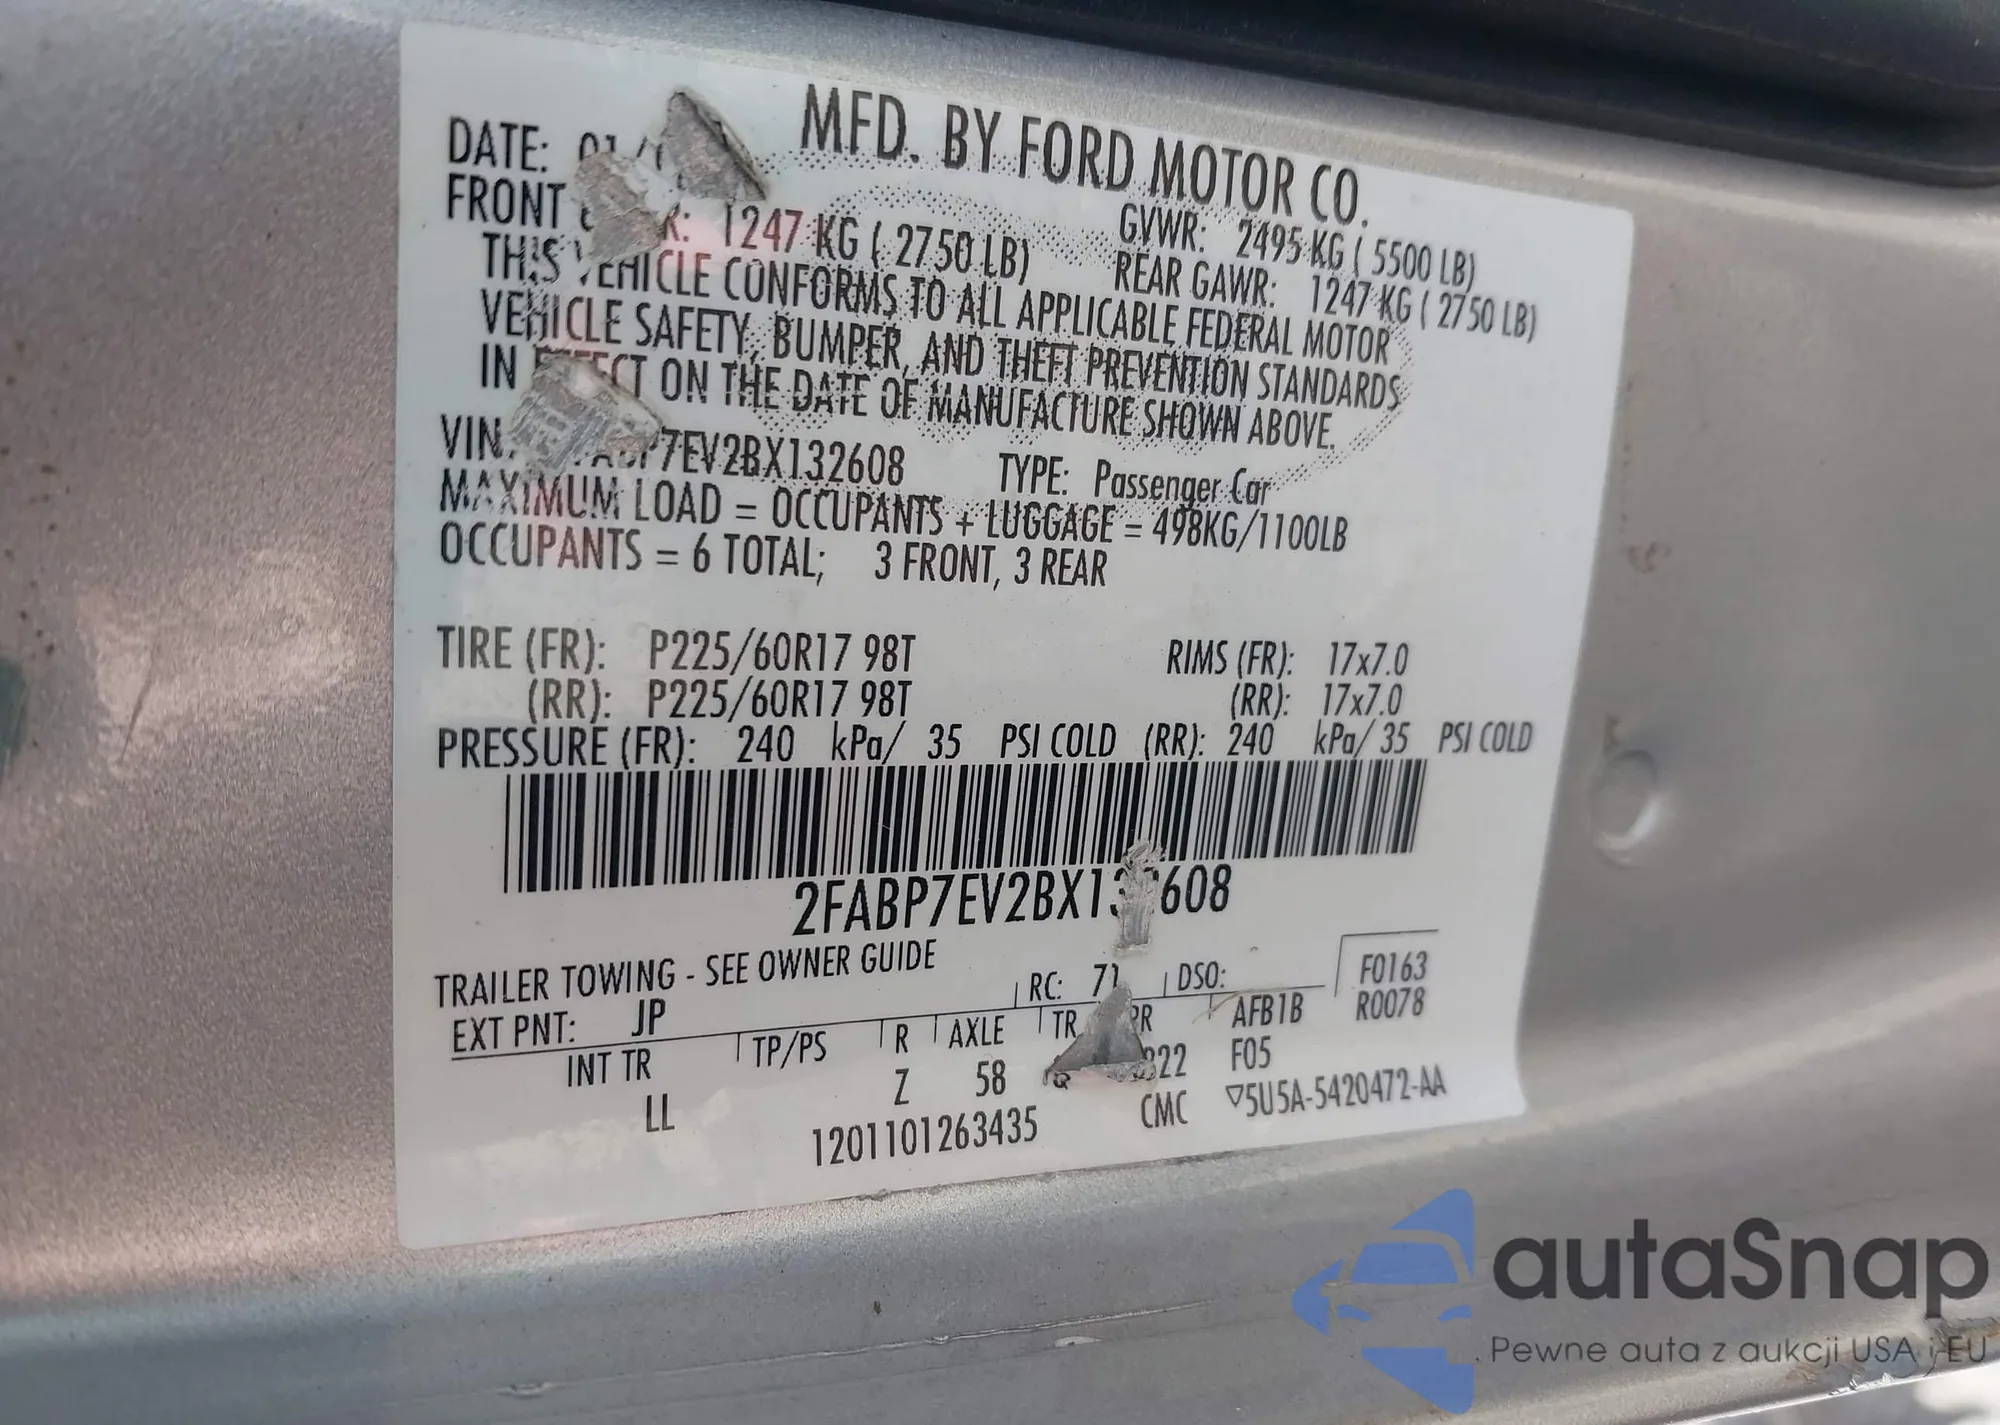 MFD. BY FORD MOTOR CO.
DATE: 01/
GVWR: 2495 KG ( 5500 LB)
FRONT 1247 KG ( 2750 LB) REAR GAWR: 1247 KG ( 2750 LB)
THIS VEHICLE CONFORMS TO ALL APPLICABLE FEDERAL MOTOR
VEHICLE SAFETY, BUMPER, AND THEFT PREVENTION STANDARDS
IN EFFECT ON THE DATE OF MANUFACTURE SHOWN ABOVE.
VIN: P7EV2BX132608 TYPE: Passenger Car
MAXIMUM LOAD = OCCUPANTS + LUGGAGE = 498KG/1100LB
OCCUPANTS = 6 TOTAL; 3 FRONT, 3 REAR
TIRE (FR): P225/60R17 98T RIMS (FR): 17x7.0
(RR): P225/60R17 98T (RR): 17x7.0
PRESSURE (FR): 240 kPa/ 35 PSI COLD (RR): 240 kPa/ 35 PSI COLD
2FABP7EV2BX13 608
TRAILER TOWING - SEE OWNER GUIDE
EXT PNT: JP RC: 71 DSO: F0163
INT TR TP/PS R AXLE TR AFB1B R0078
LL Z 58 F05
1201101263435 CMC ▽5U5A-5420472-AA
autaSnap
Pewne auta z aukcji USA i EU